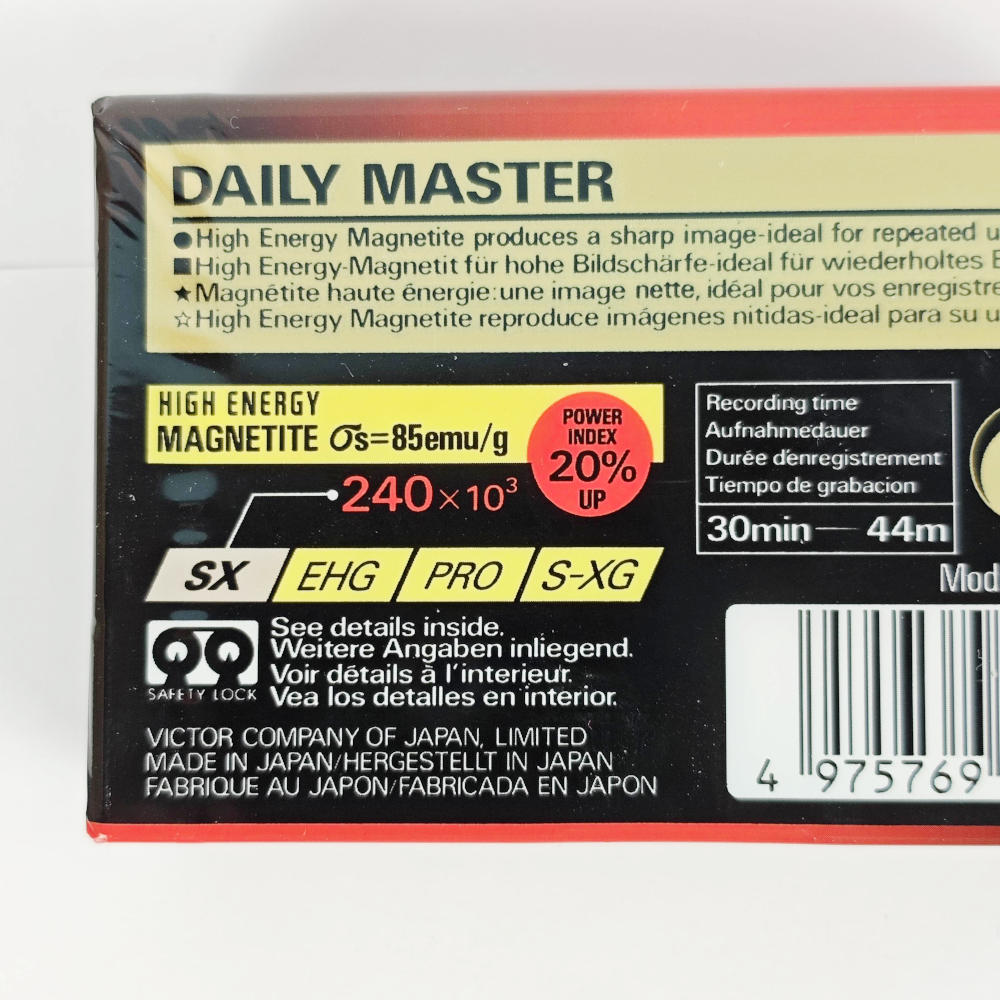 DAILY MASTER
●High Energy Magnetite produces a sharp image-ideal for repeated u
■High Energy-Magnetit für hohe Bildschärfe-ideal für wiederholtes
★Magnétite haute énergie:une image nette, idéal pour vos enregistre
☆High Energy Magnetite reproduce imágenes nitidas-ideal para su u
HIGH ENERGY
MAGNETITE σs=85emu/g
POWER
INDEX
20%
UP
240×10³
SX EHG PRO S-XG
Recording time
Aufnahmedauer
Durée d'enregistrement
Tiempo de grabacion
30min — 44m
Mod
SAFETY LOCK
See details inside.
Weitere Angaben inliegend.
Voir détails à l'interieur.
Vea los detalles en interior.
VICTOR COMPANY OF JAPAN, LIMITED
MADE IN JAPAN/HERGESTELLT IN JAPAN
FABRIQUE AU JAPON/FABRICADA EN JAPÓN
4 975769